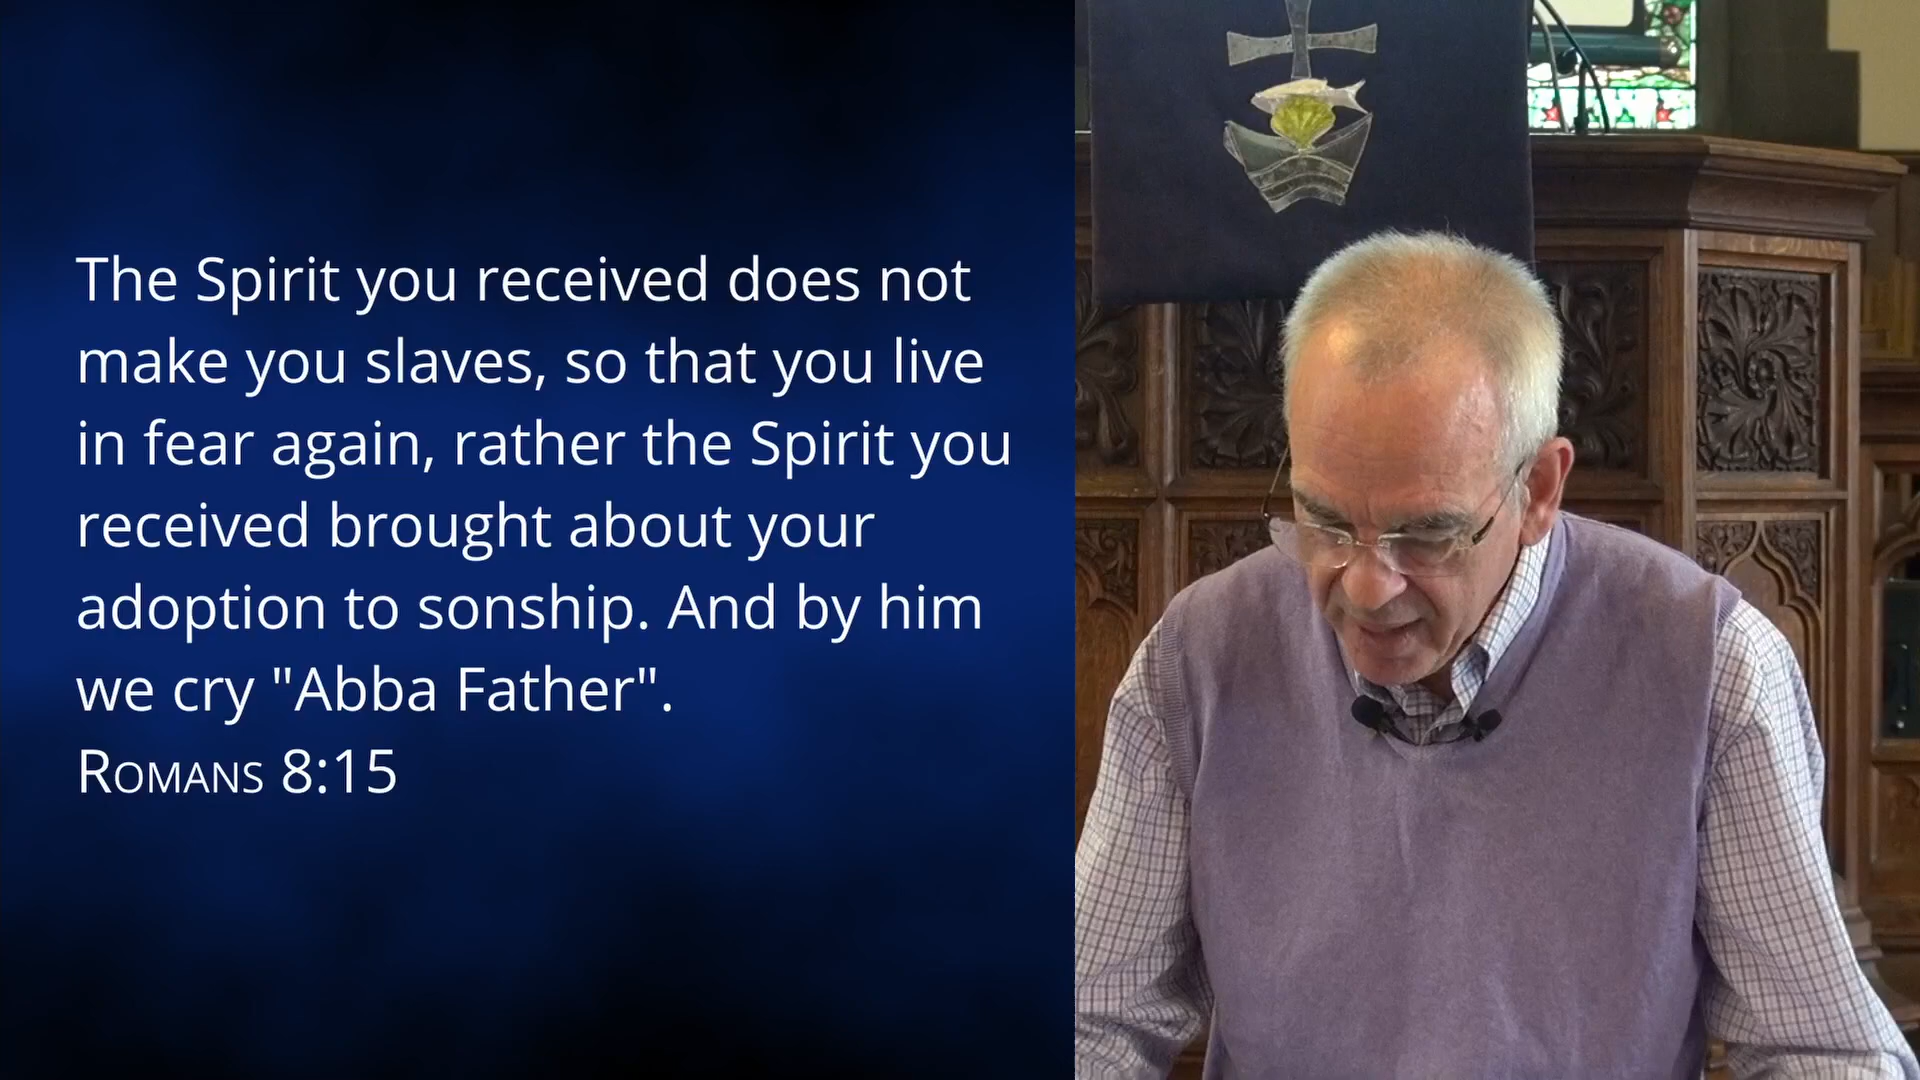 The Spirit you received does not
make you slaves, so that you live
in fear again, rather the Spirit you
received brought about your
adoption to sonship. And by him
we cry "Abba Father".
Romans 8:15